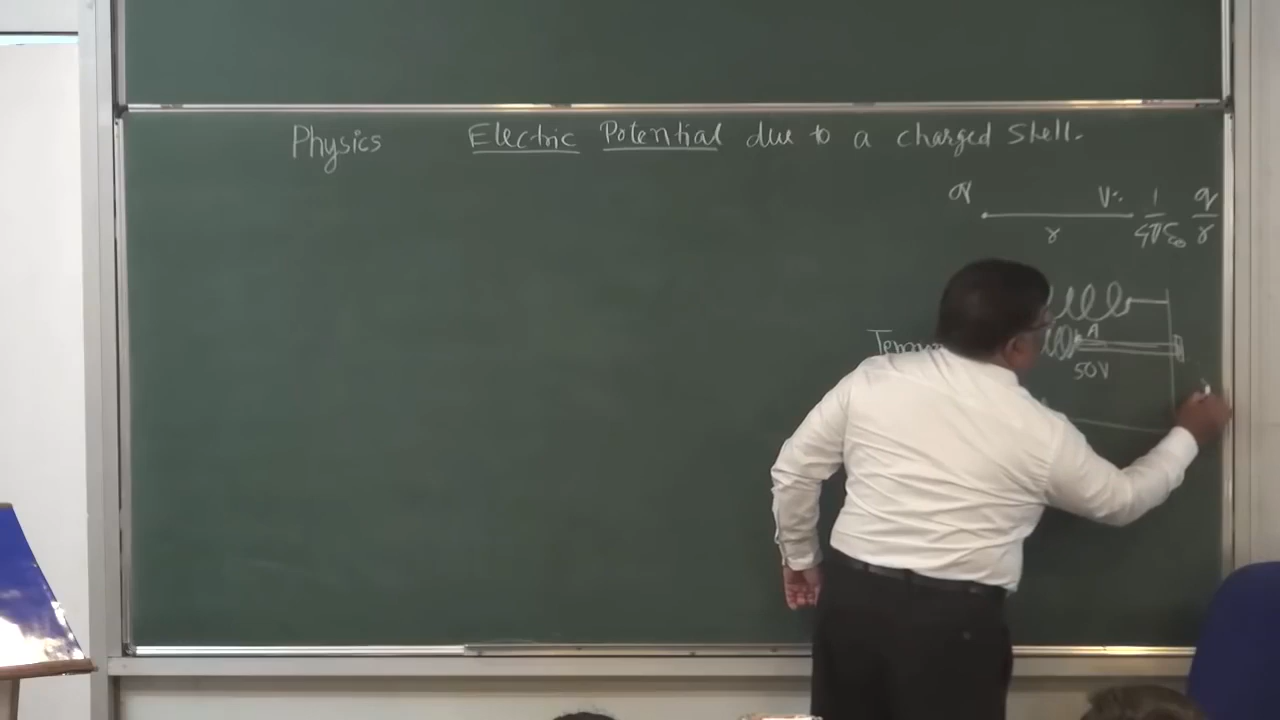 Physics Electric Potential due to a charged Shell.
q V = 1/4πε₀ q/r
r
A
50V